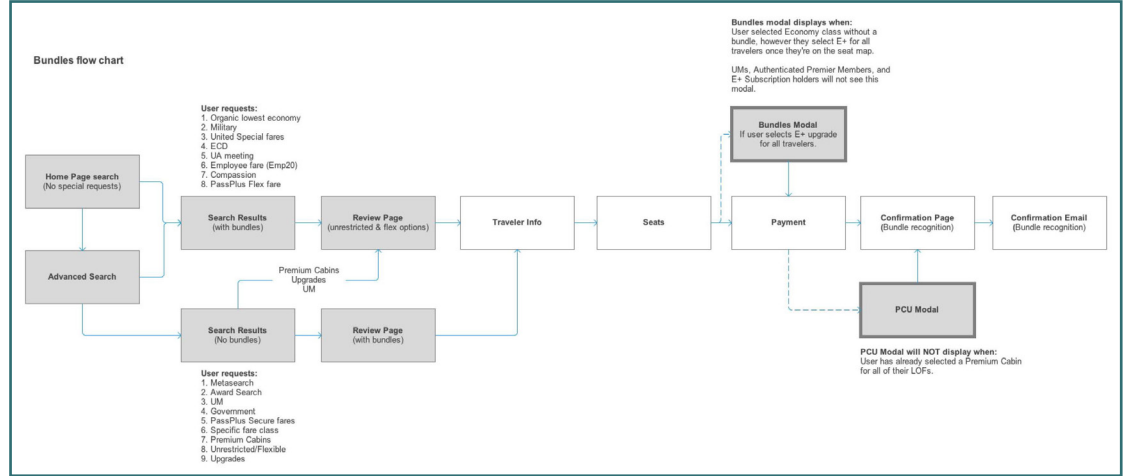 Bundles flow chart
Bundles modal displays when:
User selected Economy class without a
bundle, however they select E+ for all
travelers once they're on the seat map.
UMs, Authenticated Premier Members, and
E+ Subscription holders will not see this
modal.
User requests:
1. Organic lowest economy
2. Military
3. United Special fares
4. ECD
5. UA meeting
6. Employee fare (Emp20)
7. Compassion
8. PassPlus Flex fare
Bundles Modal
If user selects E+ upgrade
for all travelers.
Home Page search
(No special requests)
Search Results
(with bundles)
Review Page
(unrestricted & flex options)
Traveler Info
Seats
Payment
Confirmation Page
(Bundle recognition)
Confirmation Email
(Bundle recognition)
Advanced Search
Premium Cabins
Upgrades
UM
Search Results
(No bundles)
Review Page
(with bundles)
PCU Modal
PCU Modal will NOT display when:
User has already selected a Premium Cabin
for all of their LOFs.
User requests:
1. Metasearch
2. Award Search
3. UM
4. Government
5. PassPlus Secure fares
6. Specific fare class
7. Premium Cabins
8. Unrestricted/Flexible
9. Upgrades